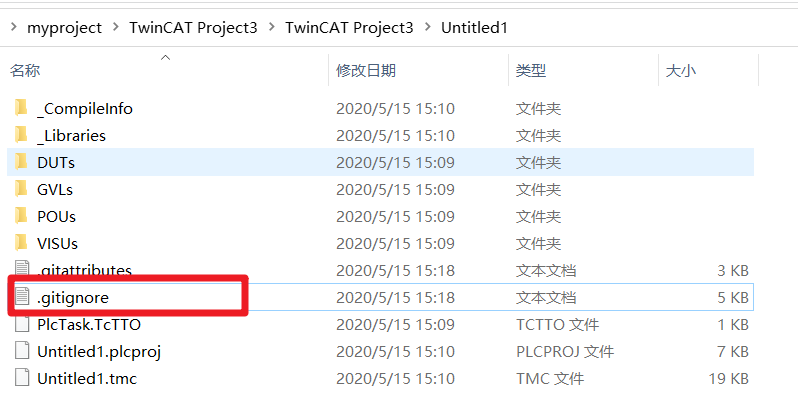 myproject > TwinCAT Project3 > TwinCAT Project3 > Untitled1
名称 修改日期 类型 大小
_CompileInfo 2020/5/15 15:10 文件夹
_Libraries 2020/5/15 15:10 文件夹
DUTs 2020/5/15 15:09 文件夹
GVLs 2020/5/15 15:09 文件夹
POUs 2020/5/15 15:09 文件夹
VISUs 2020/5/15 15:09 文件夹
.gitattributes 2020/5/15 15:18 文本文档 3 KB
.gitignore 2020/5/15 15:18 文本文档 5 KB
PlcTask.TcTTO 2020/5/15 15:09 TCTTO 文件 1 KB
Untitled1.plcproj 2020/5/15 15:10 PLCPROJ 文件 7 KB
Untitled1.tmc 2020/5/15 15:10 TMC 文件 19 KB